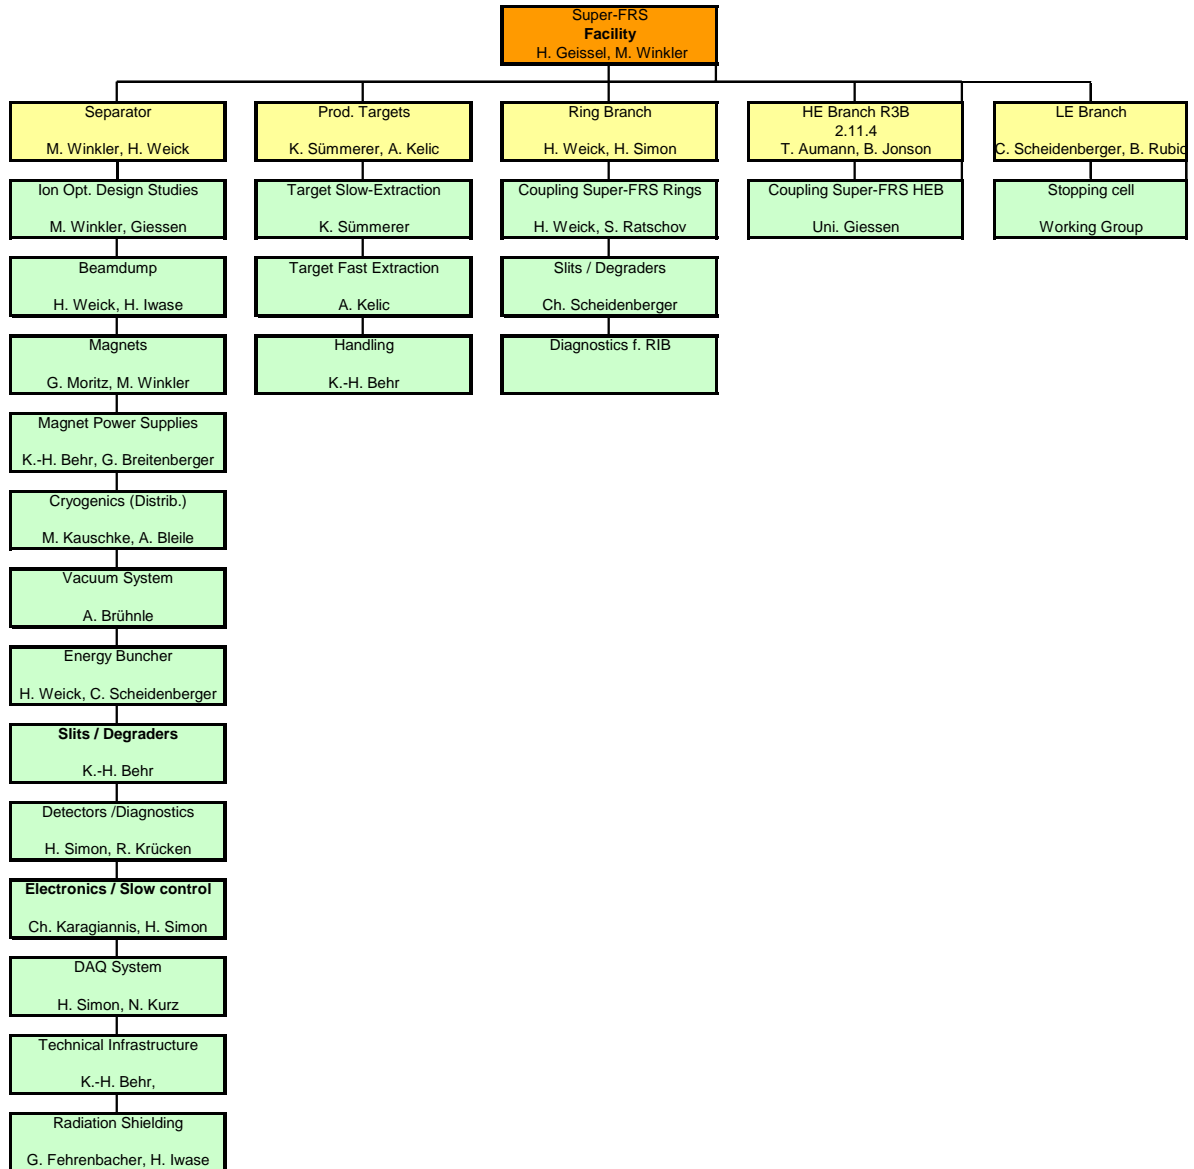 Super-FRS
Facility
H. Geissel, M. Winkler
Separator
M. Winkler, H. Weick
Ion Opt. Design Studies
M. Winkler, Giessen
Beamdump
H. Weick, H. Iwase
Magnets
G. Moritz, M. Winkler
Magnet Power Supplies
K.-H. Behr, G. Breitenberger
Cryogenics (Distrib.)
M. Kauschke, A. Bleile
Vacuum System
A. Brühnle
Energy Buncher
H. Weick, C. Scheidenberger
Slits / Degraders
K.-H. Behr
Detectors /Diagnostics
H. Simon, R. Krücken
Electronics / Slow control
Ch. Karagiannis, H. Simon
DAQ System
H. Simon, N. Kurz
Technical Infrastructure
K.-H. Behr,
Radiation Shielding
G. Fehrenbacher, H. Iwase
Prod. Targets
K. Sümmerer, A. Kelic
Target Slow-Extraction
K. Sümmerer
Target Fast Extraction
A. Kelic
Handling
K.-H. Behr
Ring Branch
H. Weick, H. Simon
Coupling Super-FRS Rings
H. Weick, S. Ratschov
Slits / Degraders
Ch. Scheidenberger
Diagnostics f. RIB
HE Branch R3B
2.11.4
T. Aumann, B. Jonson
Coupling Super-FRS HEB
Uni. Giessen
LE Branch
C. Scheidenberger, B. Rubio
Stopping cell
Working Group